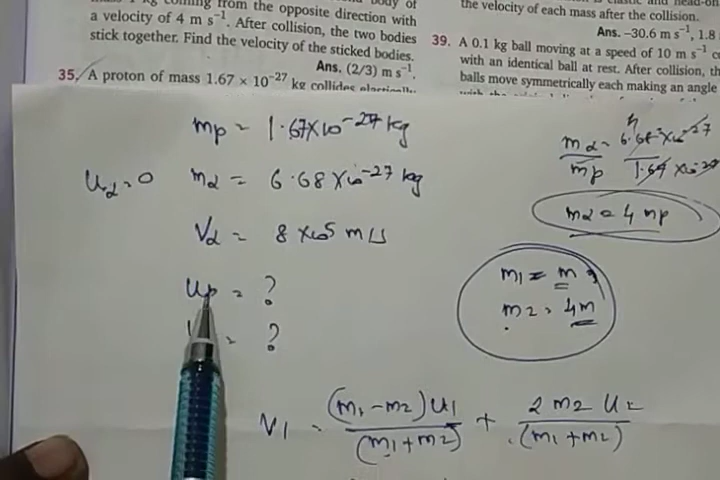 body of
1 kg coming from the opposite direction with
a velocity of 4 m s⁻¹. After collision, the two bodies
stick together. Find the velocity of the sticked bodies.
Ans. (2/3) m s⁻¹.
35. A proton of mass 1.67 × 10⁻²⁷ kg collides elastically
the velocity of each mass after the collision.
Ans. –30.6 m s⁻¹, 1.8
39. A 0.1 kg ball moving at a speed of 10 m s⁻¹
with an identical ball at rest. After collision, th
balls move symmetrically each making an angle
mp = 1.67×10⁻²⁷ kg
uα = 0 mα = 6.68 ×10⁻²⁷ kg
Vα = 8 ×10⁵ m/s
up = ?
= ?
mα/mp = 4 6.68×10⁻²⁷/1.67×10⁻²⁷
mα = 4 mp
m1 = m
m2 = 4m
V1 = (m1-m2)u1/(m1+m2) + 2m2u2/(m1+m2)